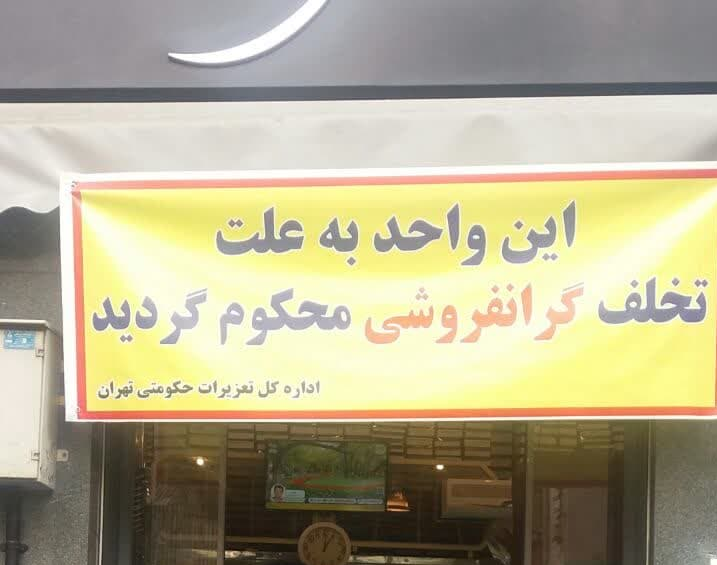 این واحد به علت
تخلف گرانفروشی محکوم گردید
اداره کل تعزیرات حکومتی تهران